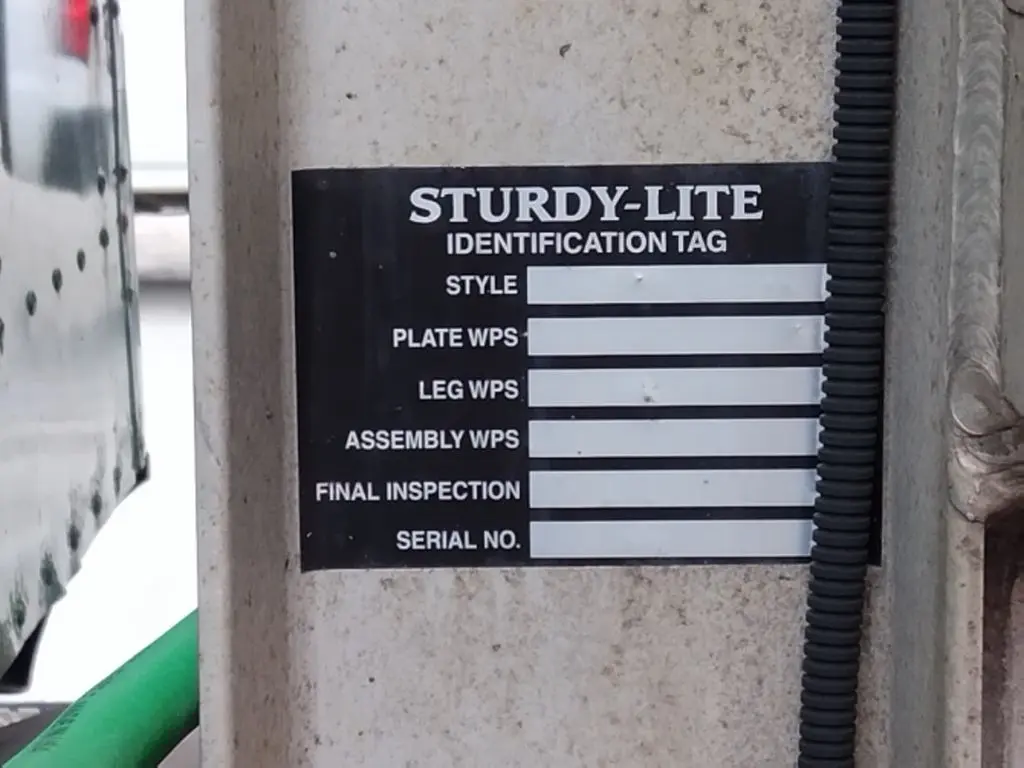 STURDY-LITE
IDENTIFICATION TAG
STYLE
PLATE WPS
LEG WPS
ASSEMBLY WPS
FINAL INSPECTION
SERIAL NO.